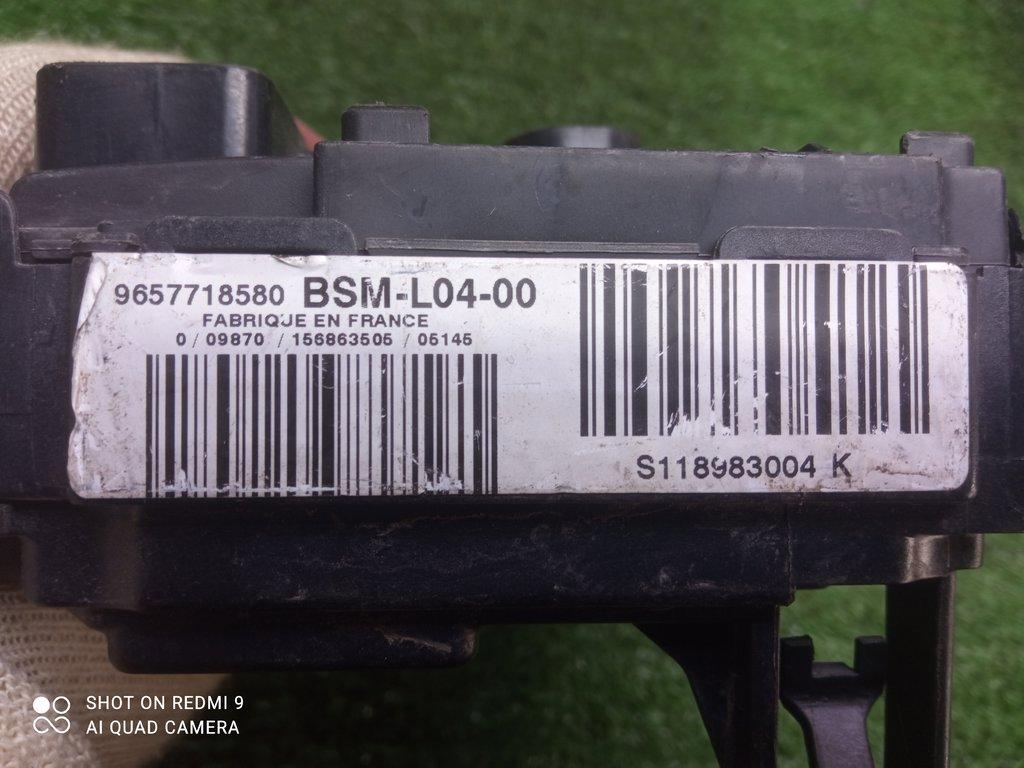 9657718580 BSM-L04-00
FABRIQUE EN FRANCE
0 / 09870 / 156863505 / 05145
S118983004 K
SHOT ON REDMI 9
AI QUAD CAMERA